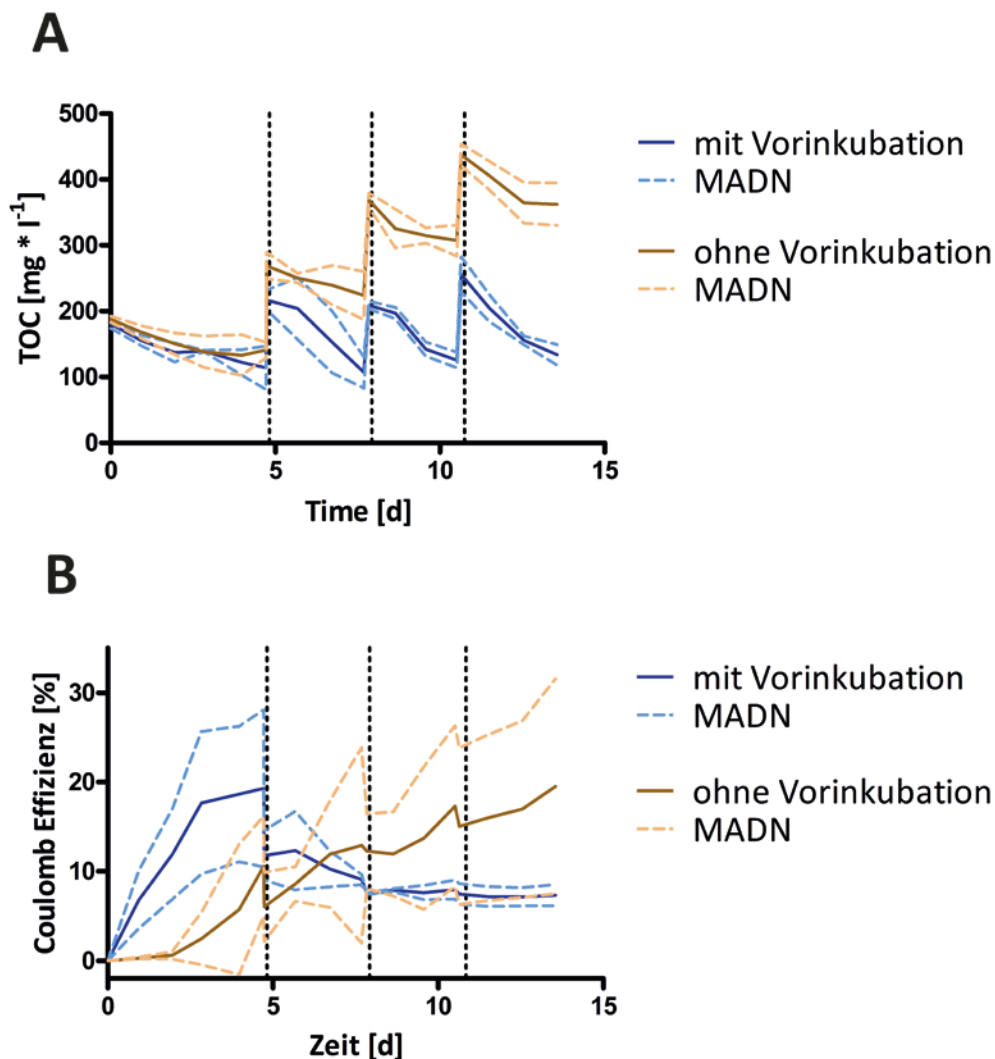 A
500
400
300
200
100
0
TOC [mg * l-1]
0
5
10
15
Time [d]
mit Vorinkubation
MADN
ohne Vorinkubation
MADN
B
30
20
10
0
Coulomb Effizienz [%]
0
5
10
15
Zeit [d]
mit Vorinkubation
MADN
ohne Vorinkubation
MADN